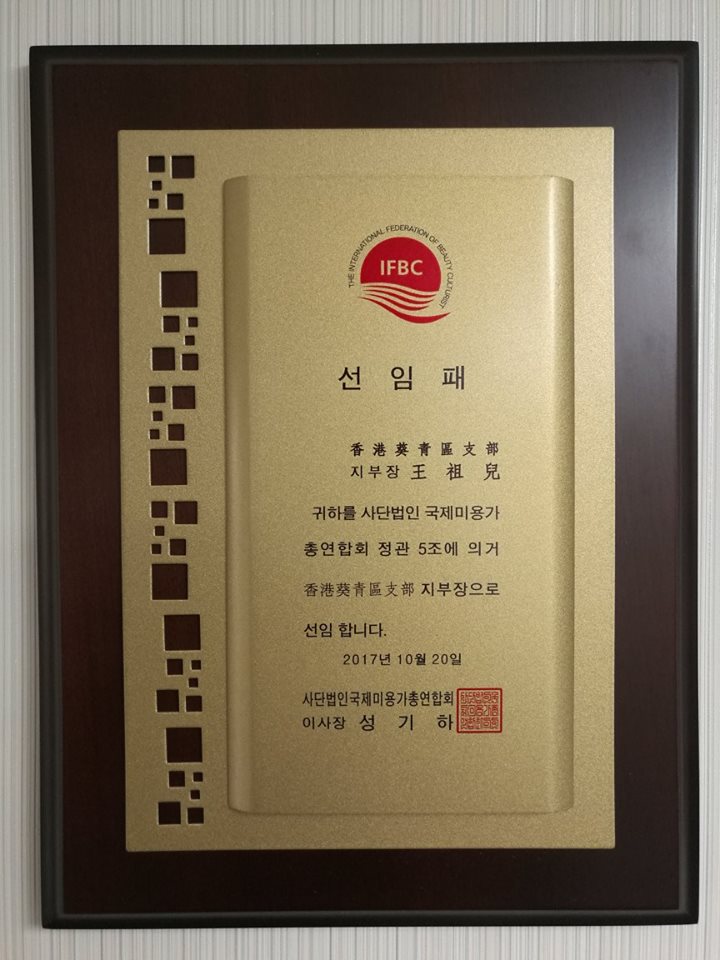 THE INTERNATIONAL FEDERATION OF BEAUTY CULTURIST
IFBC
선 임 패
香港葵青區支部
지부장 王 祖 兒
귀하를 사단법인 국제미용가
총연합회 정관 5조에 의거
香港葵青區支部 지부장으로
선임 합니다.
2017년 10월 20일
사단법인국제미용가총연합회
이사장 성 기 하